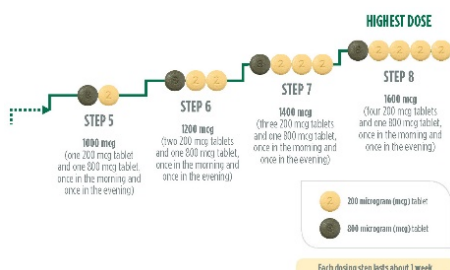 HIGHEST DOSE
STEP 5
1000 mcg
(one 200 mcg tablet
and one 800 mcg tablet,
once in the morning and
once in the evening)
STEP 6
1200 mcg
(two 200 mcg tablets
and one 800 mcg tablet,
once in the morning and
once in the evening)
STEP 7
1400 mcg
(three 200 mcg tablets
and one 800 mcg tablet,
once in the morning and
once in the evening)
STEP 8
1600 mcg
(four 200 mcg tablets
and one 800 mcg tablet,
once in the morning and
once in the evening)
2 200 microgram (mcg) tablet
8 800 microgram (mcg) tablet
Each dosing step lasts about 1 week